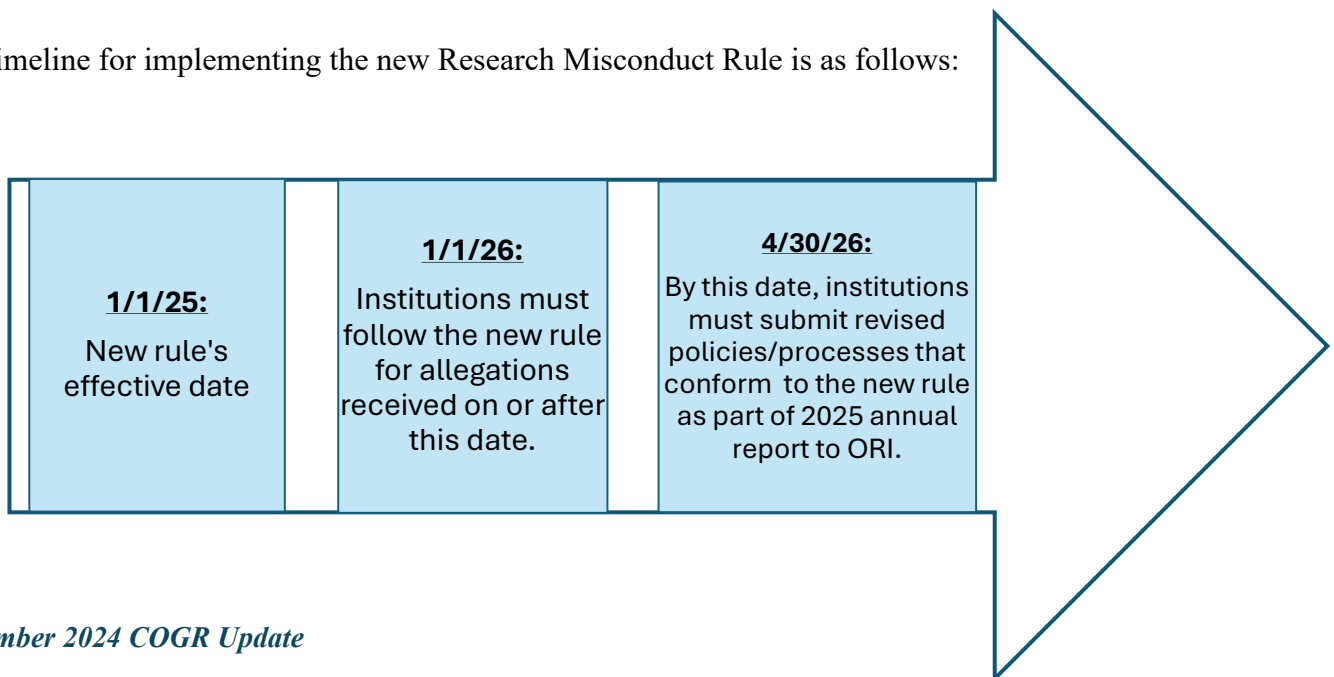 imeline for implementing the new Research Misconduct Rule is as follows:
1/1/25:
New rule's
effective date
1/1/26:
Institutions must
follow the new rule
for allegations
received on or after
this date.
4/30/26:
By this date, institutions
must submit revised
policies/processes that
conform to the new rule
as part of 2025 annual
report to ORI.
mber 2024 COGR Update